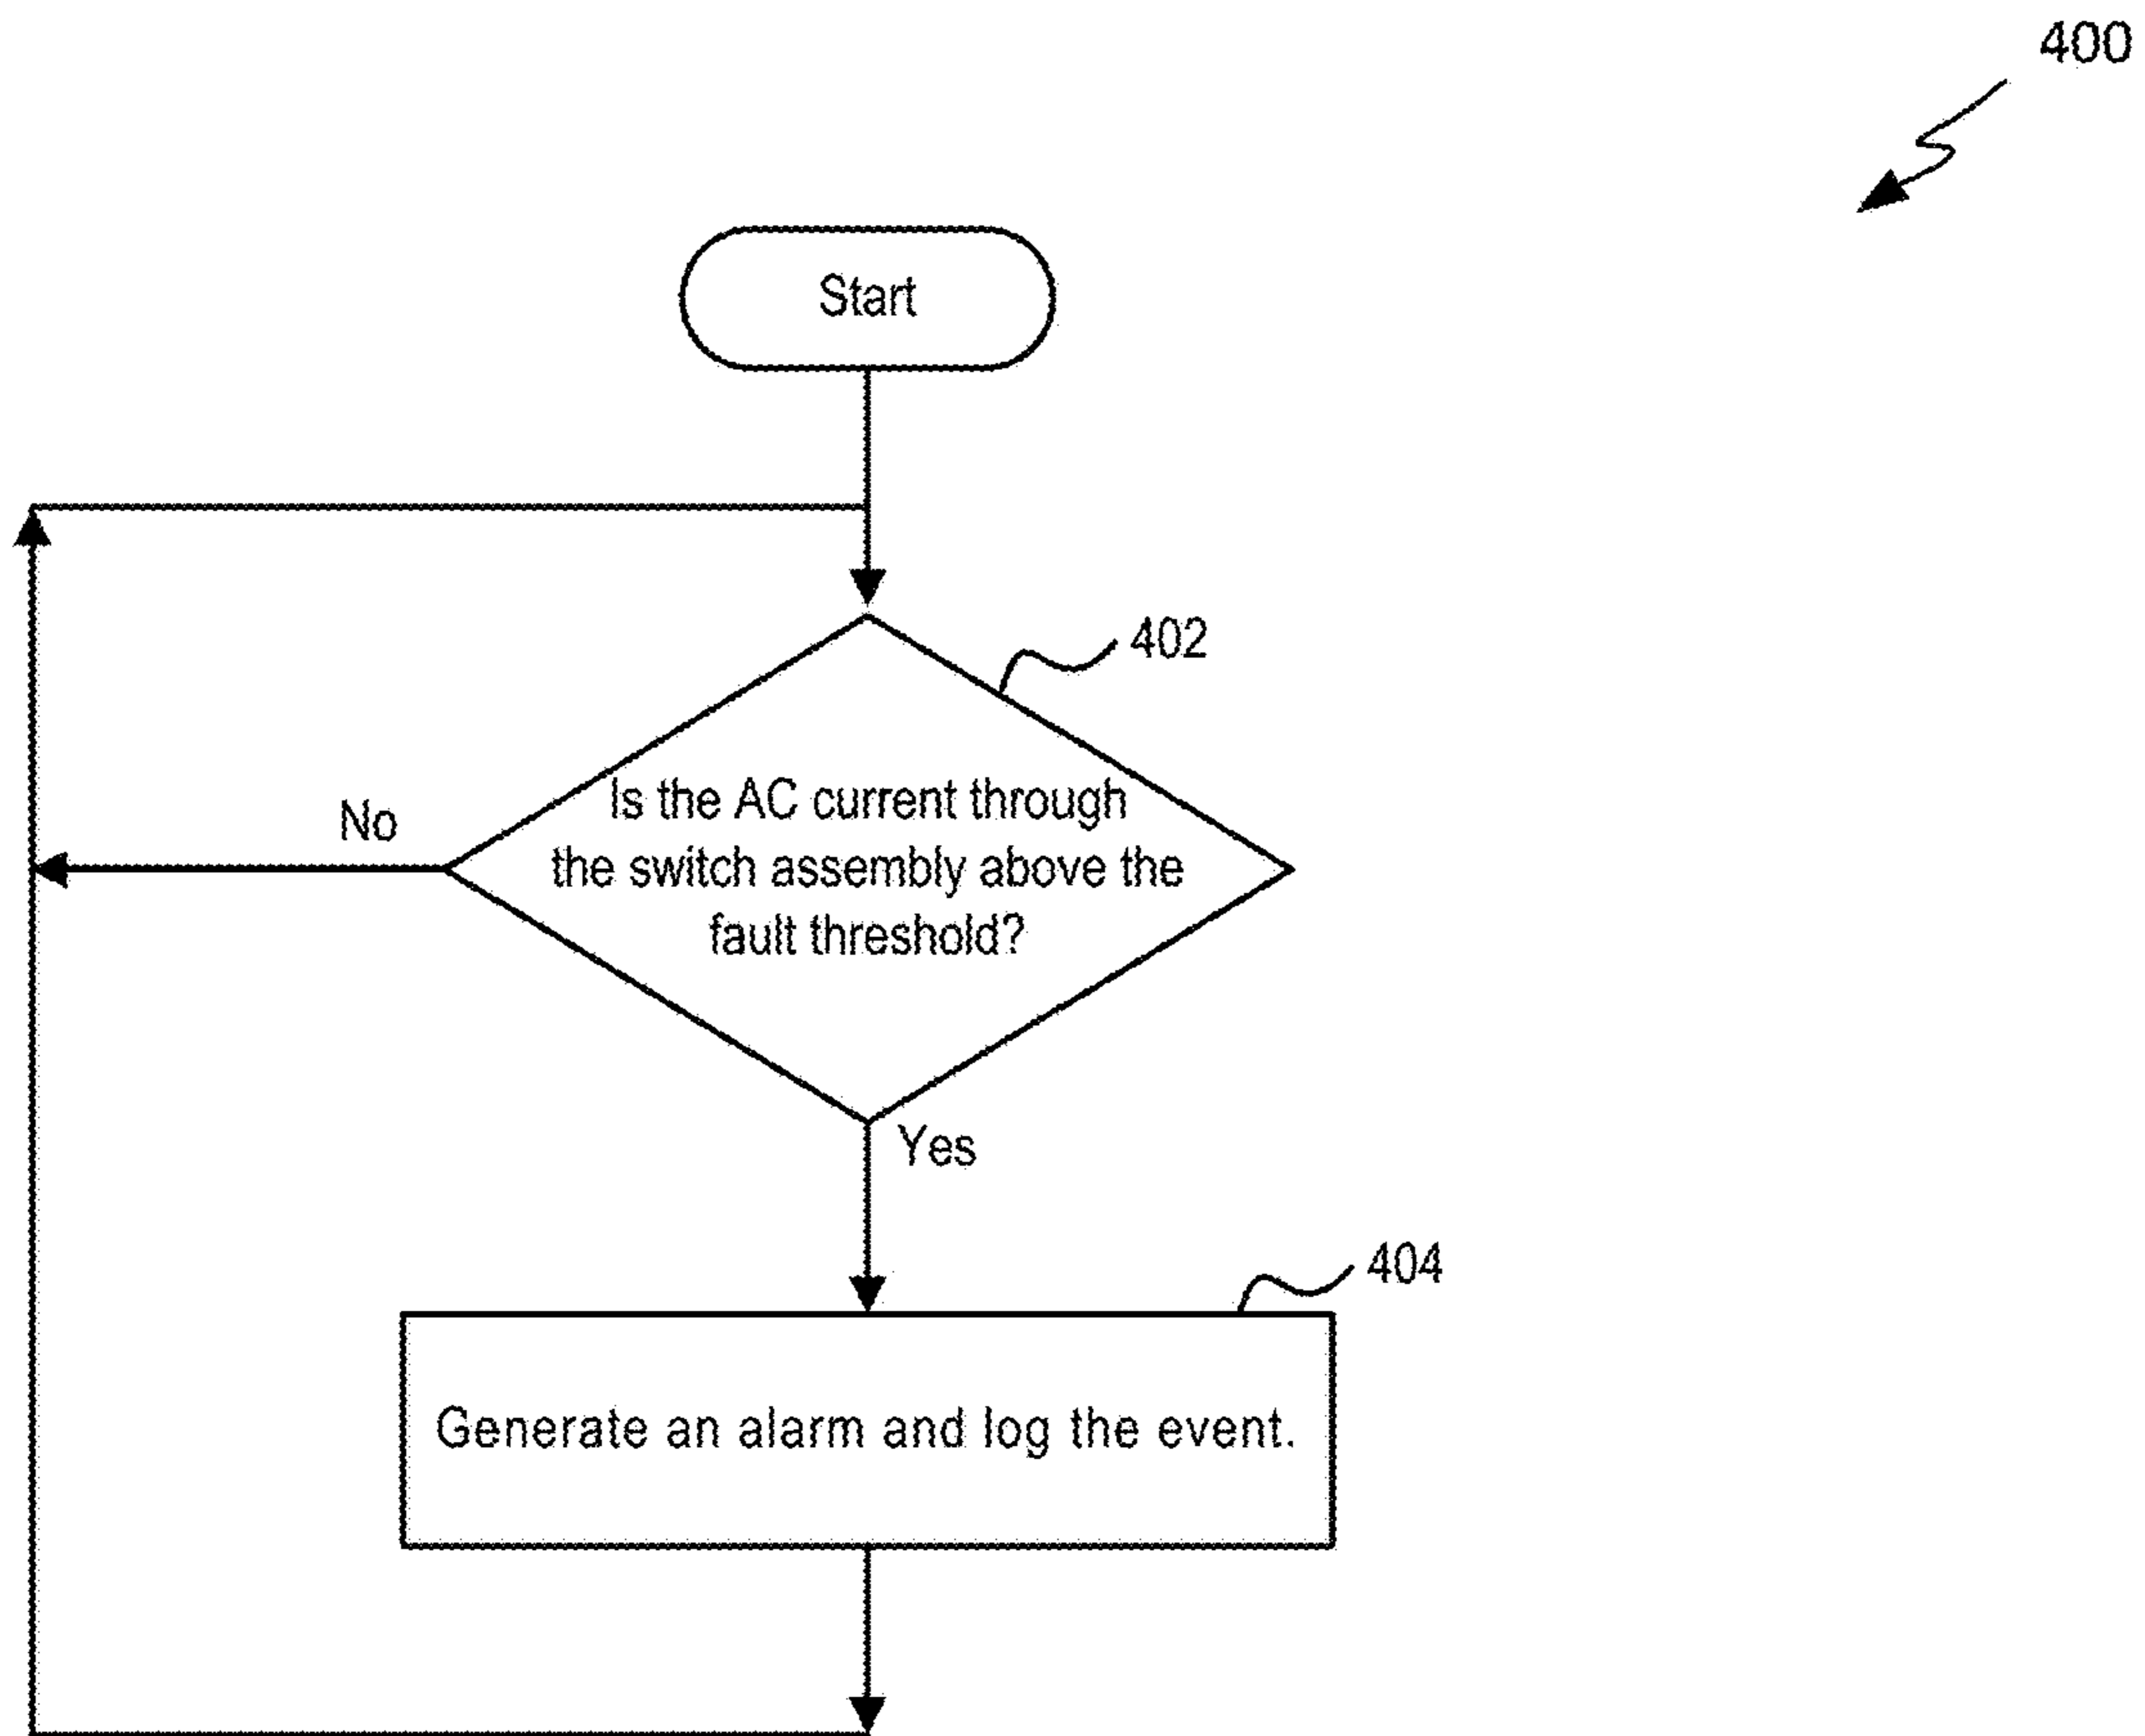 400
Start
402
Is the AC current through
the switch assembly above the
fault threshold?
No
Yes
404
Generate an alarm and log the event.